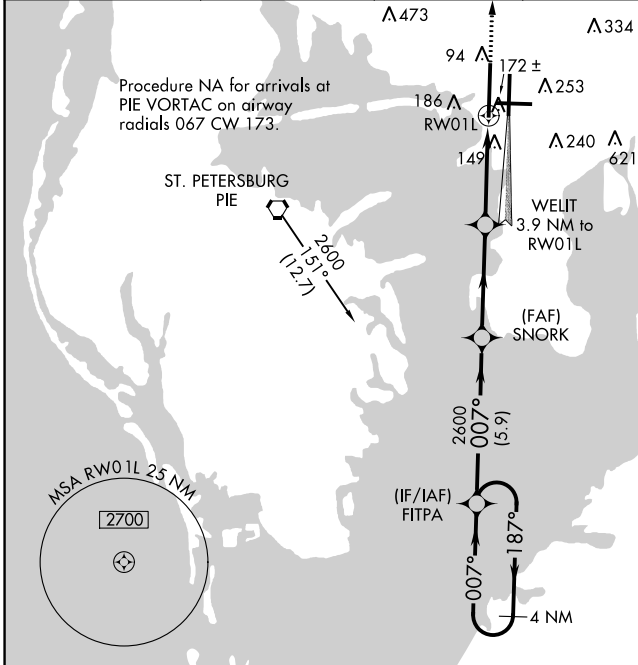 473
334
94
172 ±
253
Procedure NA for arrivals at
PIE VORTAC on airway
radials 067 CW 173.
186
RW01L
149
240
621
ST. PETERSBURG
PIE
WELIT
3.9 NM to
RW01L
2600
151°
(12.7)
(FAF)
SNORK
2600
007°
(5.9)
MSA RW01L 25 NM
2700
(IF/IAF)
FITPA
187°
007°
4 NM